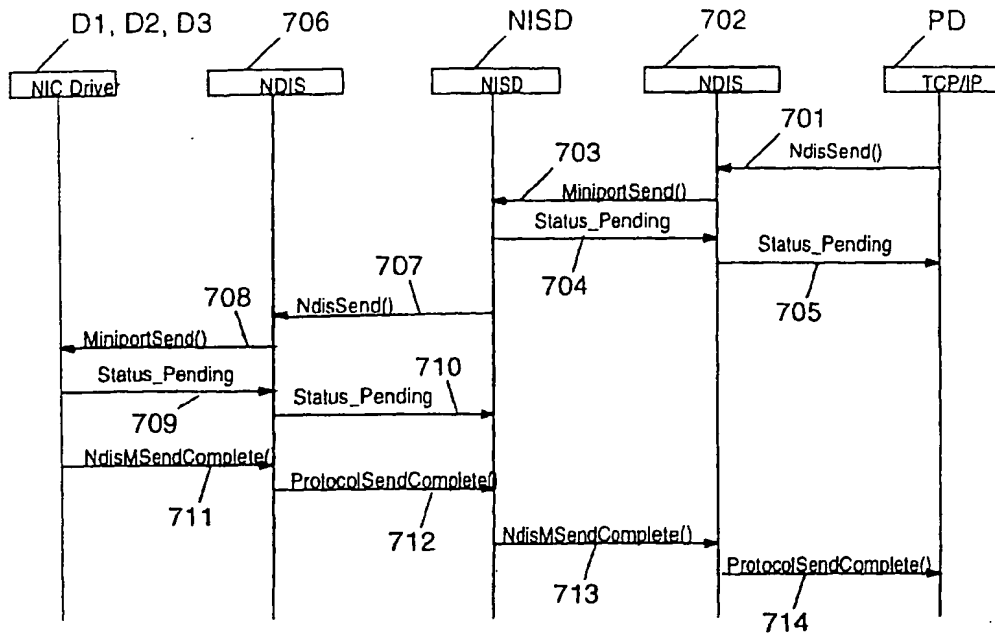 D1, D2, D3 706 NISD 702 PD
NIC Driver NDIS NISD NDIS TCP/IP
701
NdisSend()
703
MiniportSend()
Status_Pending
704
Status_Pending
705
707
NdisSend()
708
MiniportSend()
Status_Pending
709
710
Status_Pending
NdisMSendComplete()
711
ProtocolSendComplete()
712
NdisMSendComplete()
713
ProtocolSendComplete()
714